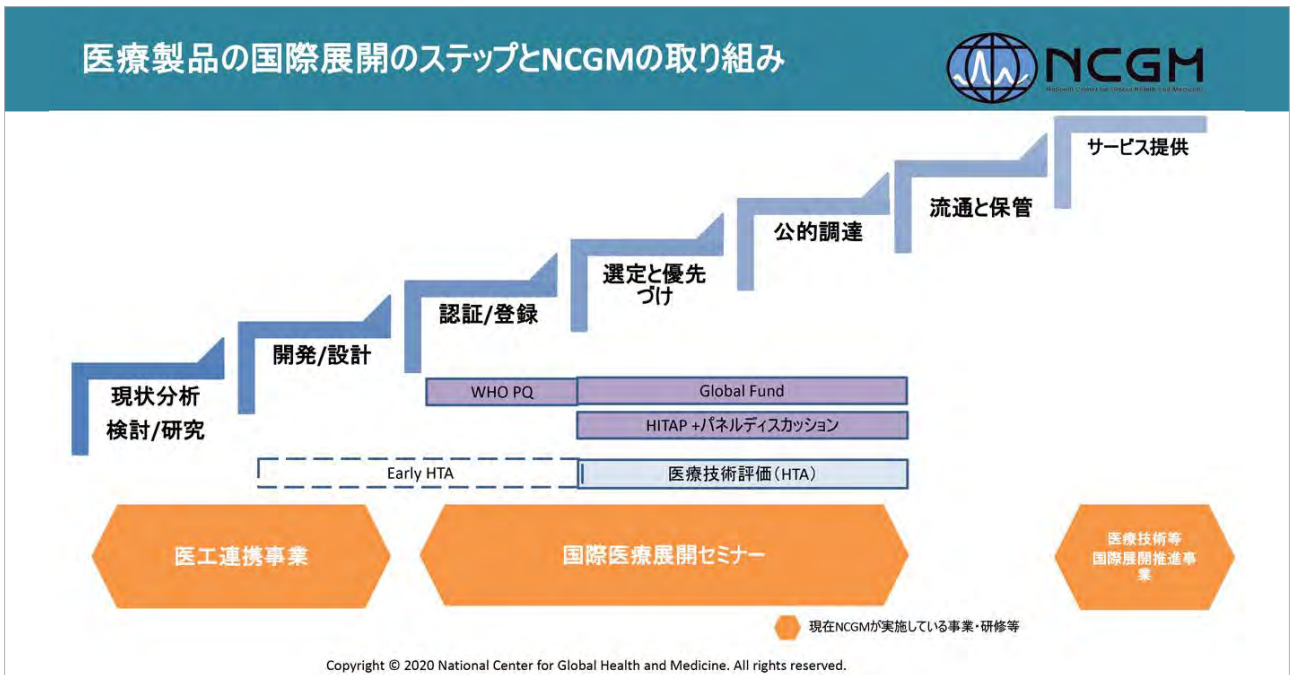 医療製品の国際展開のステップとNCGMの取り組み
NCGM
National Center for Global Health and Medicine
サービス提供
流通と保管
公的調達
選定と優先
づけ
認証/登録
開発/設計
現状分析
検討/研究
WHO PQ
Global Fund
HITAP +パネルディスカッション
Early HTA
医療技術評価(HTA)
医工連携事業
国際医療展開セミナー
医療技術等
国際展開推進事
業
現在NCGMが実施している事業・研修等
Copyright © 2020 National Center for Global Health and Medicine. All rights reserved.